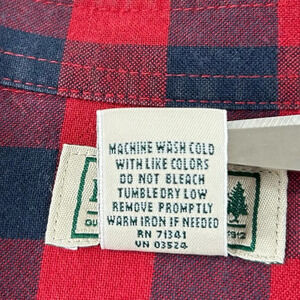 MACHINE WASH COLD
WITH LIKE COLORS
DO NOT BLEACH
TUMBLE DRY LOW
REMOVE PROMPTLY
WARM IRON IF NEEDED
RN 71341
VN 03524